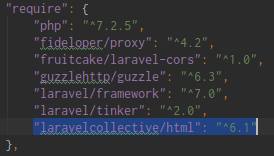 "require": {
"php": "^7.2.5",
"fideloper/proxy": "^4.2",
"fruitcake/laravel-cors": "^1.0",
"guzzlehttp/guzzle": "^6.3",
"laravel/framework": "^7.0",
"laravel/tinker": "^2.0",
"laravelcollective/html": "^6.1"
},